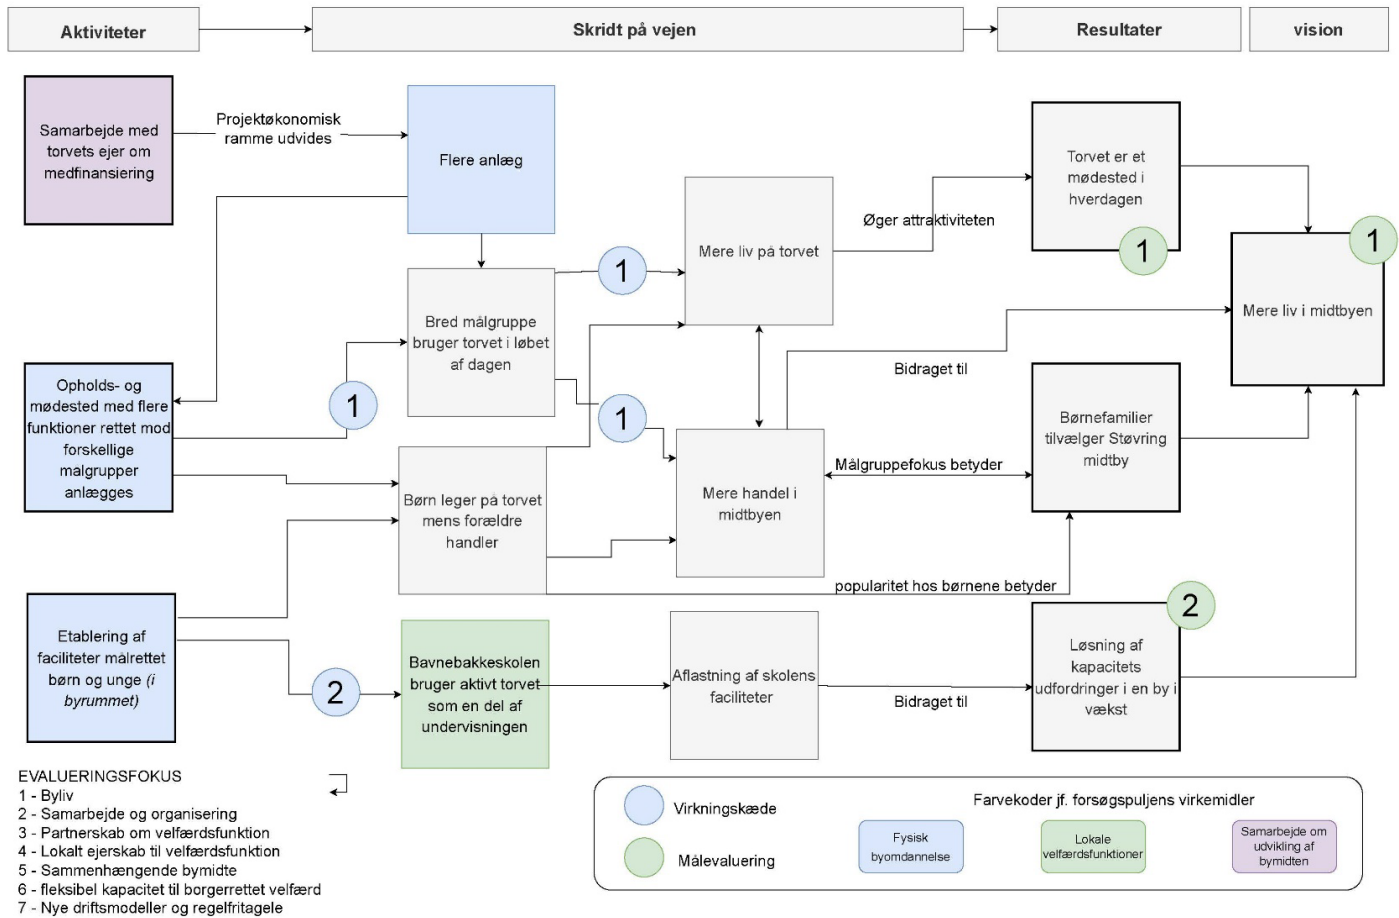 Aktiviteter
Skridt på vejen
Resultater
vision
Samarbejde med
torvets ejer om
medfinansiering
Projektøkonomisk
ramme udvides
Flere anlæg
Torvet er et
mødested i
hverdagen
1
1
Mere liv på torvet
Øger attraktiviteten
1
Mere liv i midtbyen
Bred målgruppe
bruger torvet i løbet
af dagen
Opholds- og
mødested med flere
funktioner rettet mod
forskellige
malgrupper
anlægges
1
1
Bidraget til
Børnefamilier
tilvælger Støvring
midtby
Målgruppefokus betyder
Mere handel i
midtbyen
Børn leger på torvet
mens forældre
handler
popularitet hos børnene betyder
Etablering af
faciliteter målrettet
børn og unge (i
byrummet)
2
Bavnebakkeskolen
bruger aktivt torvet
som en del af
undervisningen
Aflastning af skolens
faciliteter
Bidraget til
2
Løsning af
kapacitets
udfordringer i en by i
vækst
EVALUERINGSFOKUS
1 - Byliv
2 - Samarbejde og organisering
3 - Partnerskab om velfærdsfunktion
4 - Lokalt ejerskab til velfærdsfunktion
5 - Sammenhængende bymidte
6 - fleksibel kapacitet til borgerrettet velfærd
7 - Nye driftsmodeller og regelfritagele
Virkningskæde
Målevaluering
Farvekoder jf. forsøgspuljens virkemidler
Fysisk
byomdannelse
Lokale
velfærdsfunktioner
Samarbejde om
udvikling af
bymidten